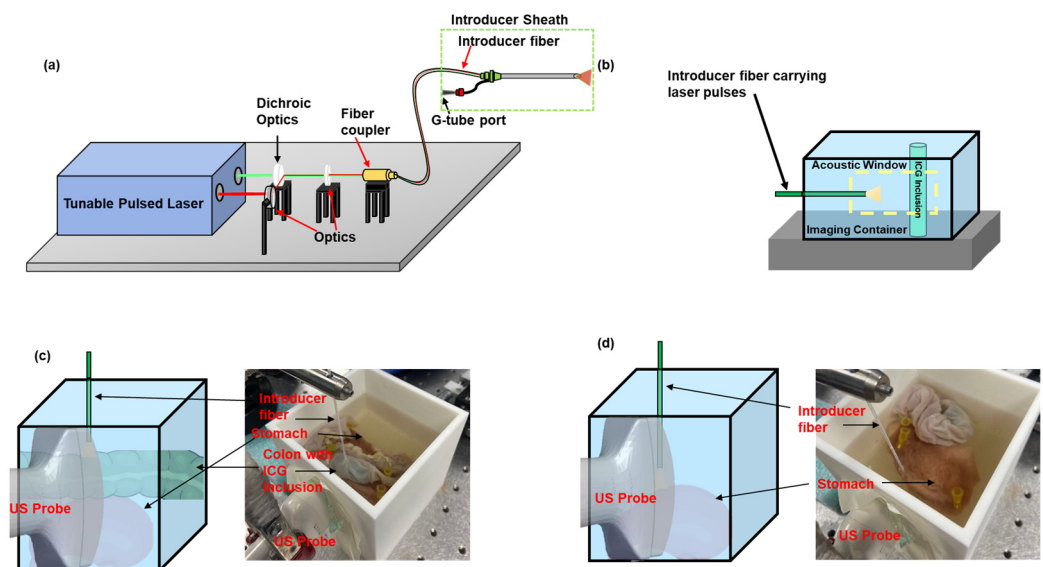 (a)
Introducer Sheath
Introducer fiber
(b)
G-tube port
Dichroic
Optics
Fiber
coupler
Tunable Pulsed Laser
Optics
Introducer fiber carrying
laser pulses
Acoustic Window
ICG Inclusion
Imaging Container
(c)
US Probe
Introducer
fiber
Stomach
Colon with
ICG
Inclusion
US Probe
(d)
US Probe
Introducer
fiber
Stomach
US Probe